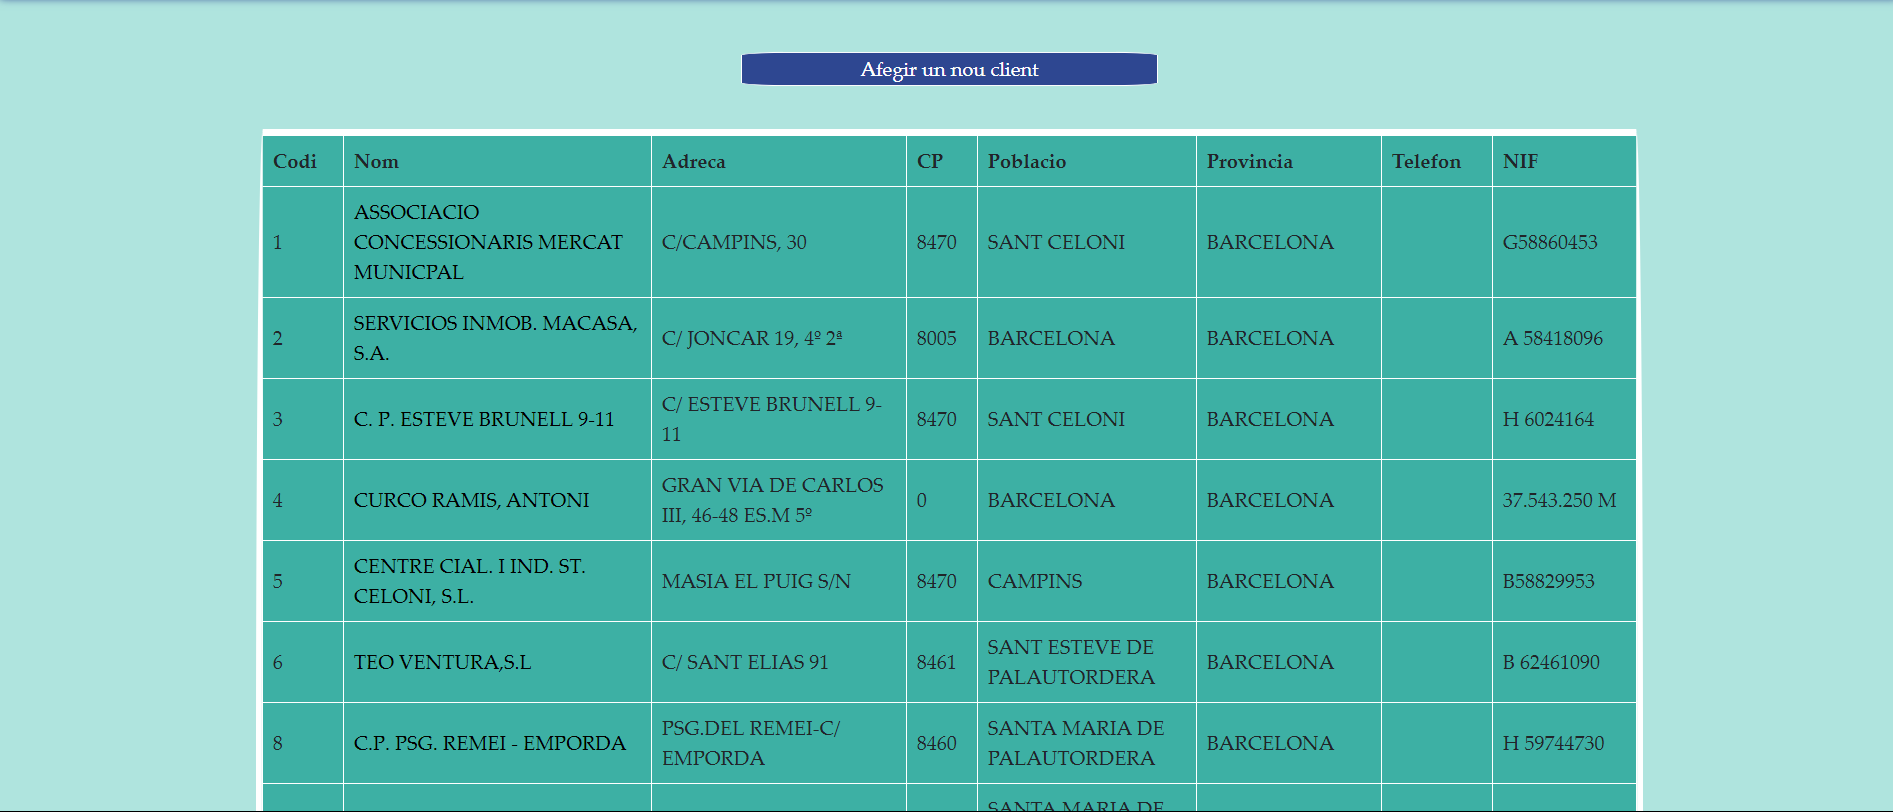 Afegir un nou client
Codi Nom Adreca CP Poblacio Provincia Telefon NIF
1 ASSOCIACIO CONCESSIONARIS MERCAT MUNICPAL C/CAMPINS, 30 8470 SANT CELONI BARCELONA G58860453
2 SERVICIOS INMOB. MACASA, S.A. C/ JONCAR 19, 4º 2ª 8005 BARCELONA BARCELONA A 58418096
3 C. P. ESTEVE BRUNELL 9-11 C/ ESTEVE BRUNELL 9-11 8470 SANT CELONI BARCELONA H 6024164
4 CURCO RAMIS, ANTONI GRAN VIA DE CARLOS III, 46-48 ES.M 5º 0 BARCELONA BARCELONA 37.543.250 M
5 CENTRE CIAL. I IND. ST. CELONI, S.L. MASIA EL PUIG S/N 8470 CAMPINS BARCELONA B58829953
6 TEO VENTURA,S.L C/ SANT ELIAS 91 8461 SANT ESTEVE DE PALAUTORDERA BARCELONA B 62461090
8 C.P. PSG. REMEI - EMPORDA PSG.DEL REMEI-C/ EMPORDA 8460 SANTA MARIA DE PALAUTORDERA BARCELONA H 59744730
SANTA MARIA DE